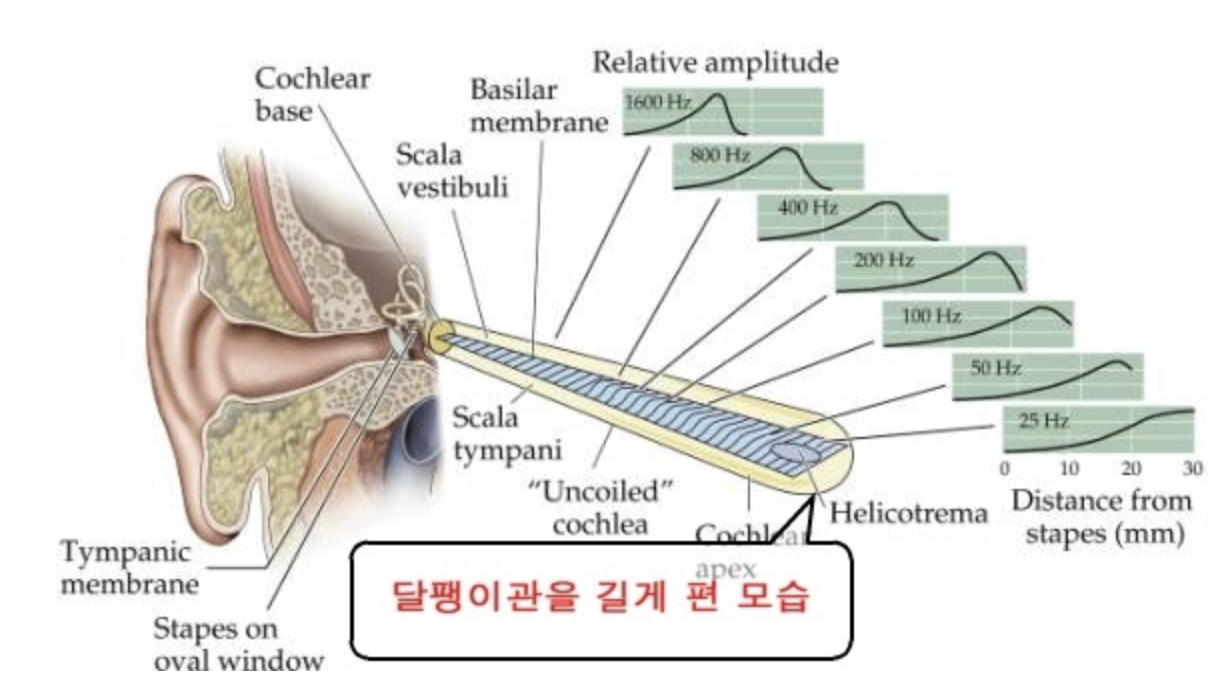 Relative amplitude
Cochlear
base
Basilar
membrane
Scala
vestibuli
1600 Hz
800 Hz
400 Hz
200 Hz
100 Hz
50 Hz
25 Hz
0 10 20 30
Distance from
stapes (mm)
Scala
tympani
"Uncoiled"
cochlea
Helicotrema
Cochlear
apex
Tympanic
membrane
Stapes on
oval window
달팽이관을 길게 편 모습